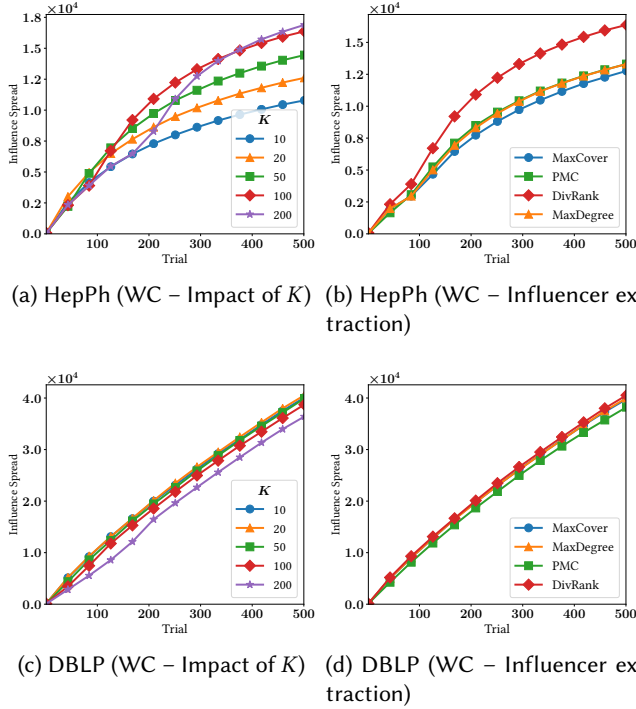 ×10⁴
1.8
1.5
1.2
1.0
0.8
0.5
0.2
0.0
Influence Spread
100
200
300
400
500
Trial
K
10
20
50
100
200
×10⁴
1.5
1.2
1.0
0.8
0.5
0.2
0.0
Influence Spread
100
200
300
400
500
Trial
MaxCover
PMC
DivRank
MaxDegree
(a) HepPh (WC – Impact of K)
(b) HepPh (WC – Influencer ex
traction)
×10⁴
4.0
3.0
2.0
1.0
0.0
Influence Spread
100
200
300
400
500
Trial
K
10
20
50
100
200
×10⁴
4.0
3.0
2.0
1.0
0.0
Influence Spread
100
200
300
400
500
Trial
MaxCover
MaxDegree
PMC
DivRank
(c) DBLP (WC – Impact of K)
(d) DBLP (WC – Influencer ex
traction)